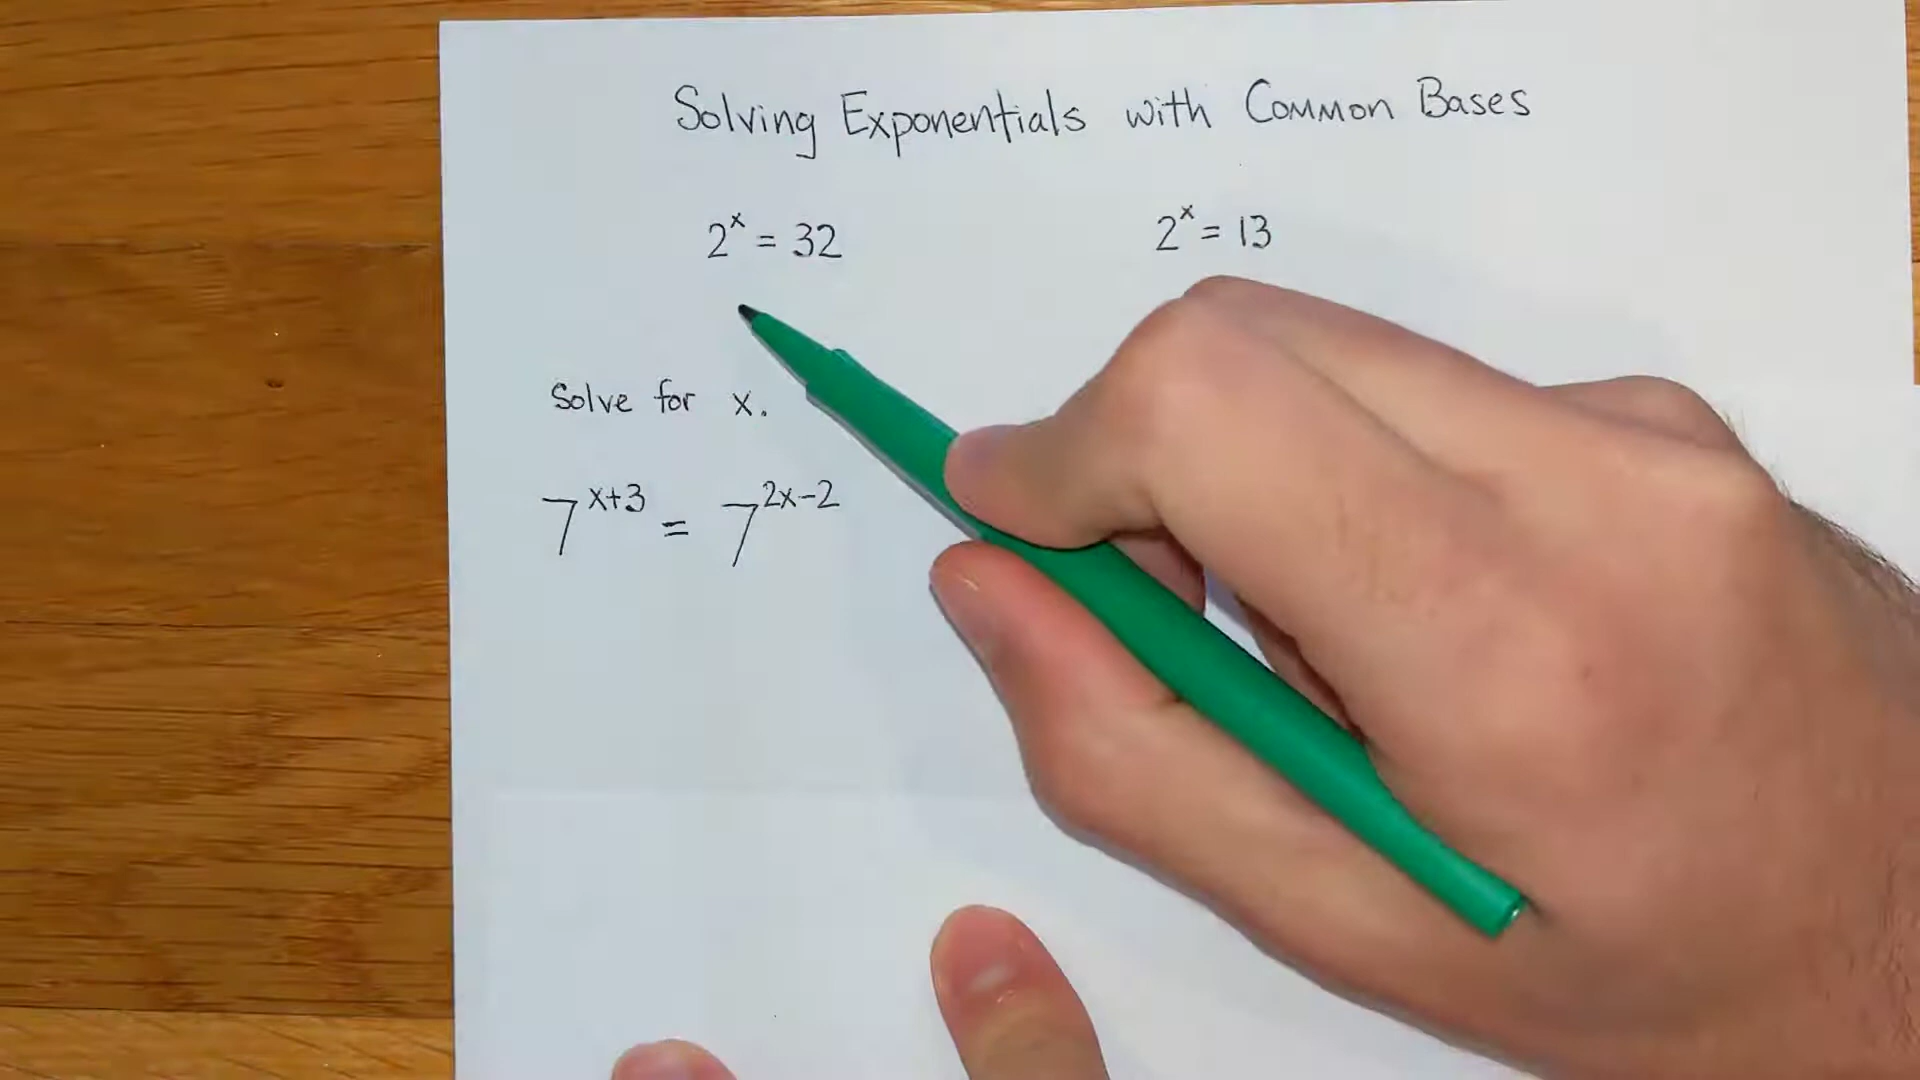 Solving Exponentials with Common Bases
2^x = 32 2^x = 13
Solve for x.
7^{x+3} = 7^{2x-2}